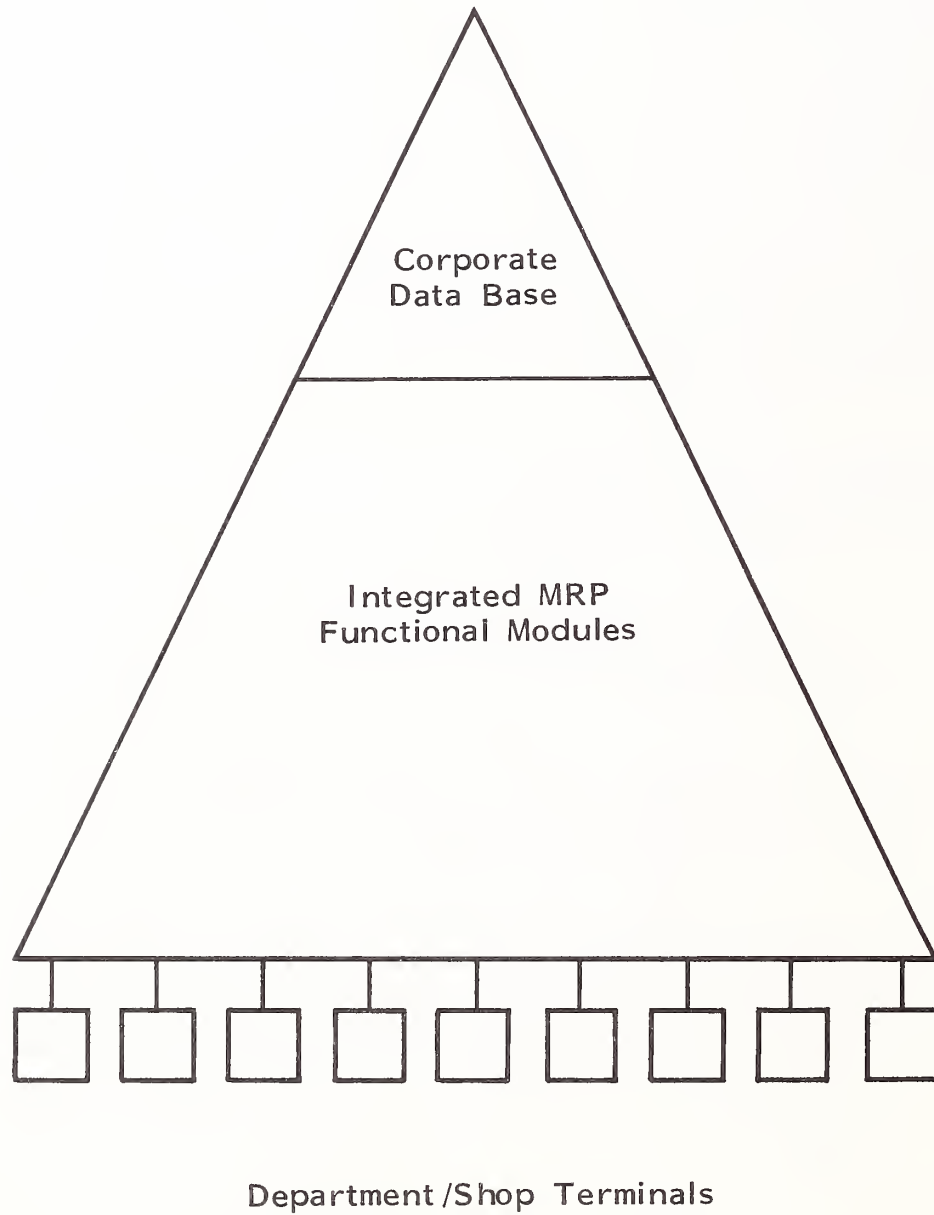 Corporate
Data Base
Integrated MRP
Functional Modules
Department/Shop Terminals